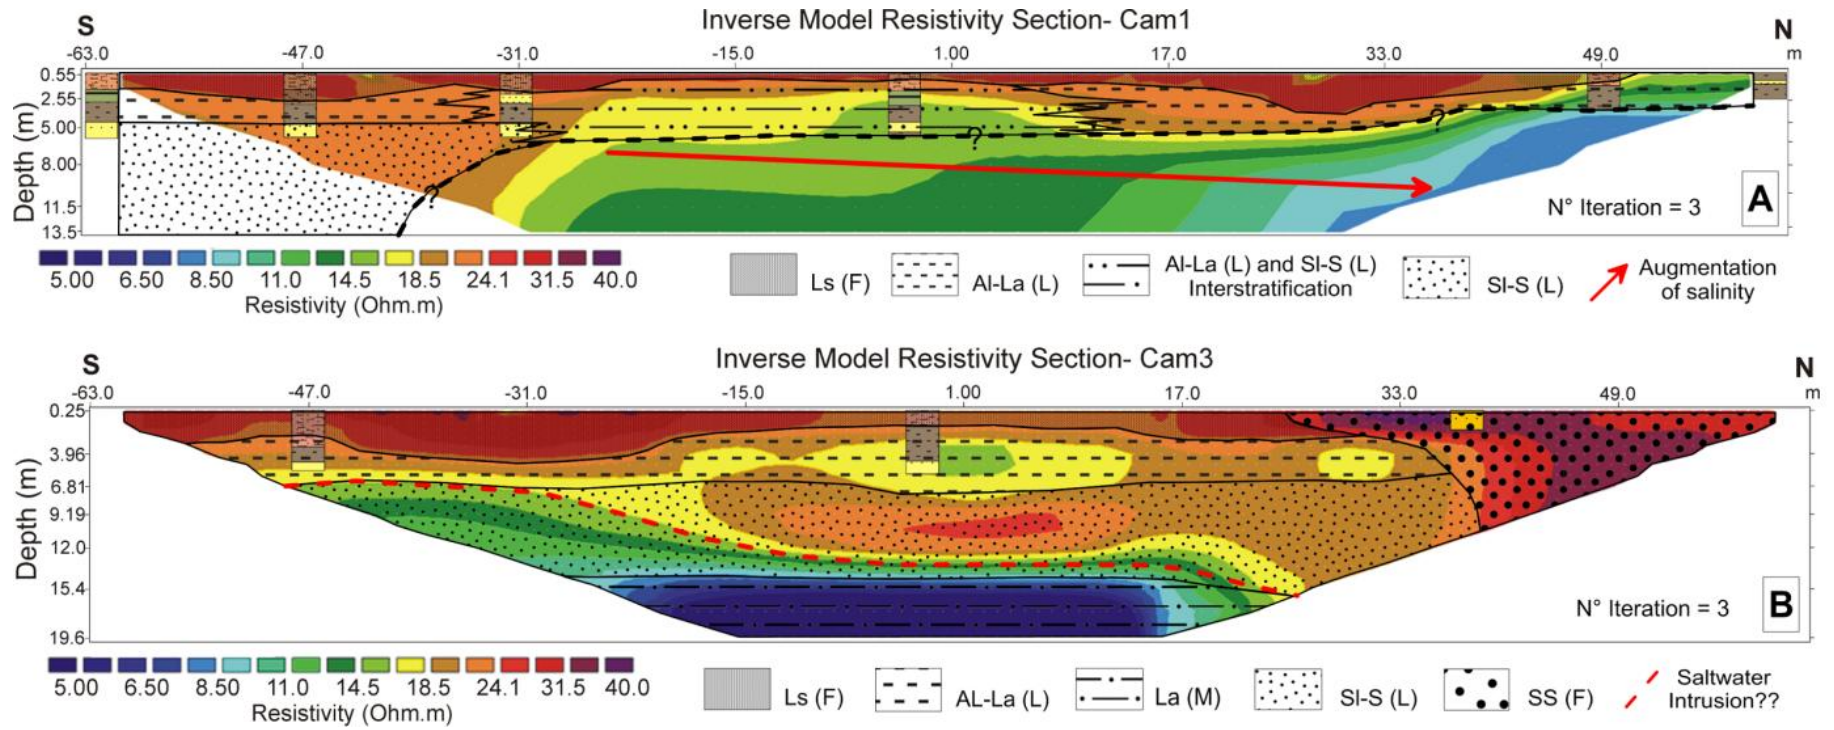 Inverse Model Resistivity Section- Cam1
S N
-63.0 -47.0 -31.0 -15.0 1.00 17.0 33.0 49.0 m
Depth (m)
0.55
2.55
5.00
8.00
11.5
13.5
? ? ?
N° Iteration = 3
A
5.00 6.50 8.50 11.0 14.5 18.5 24.1 31.5 40.0
Resistivity (Ohm.m)
Ls (F)
Al-La (L)
Al-La (L) and Sl-S (L)
Interstratification
Sl-S (L)
Augmentation
of salinity
Inverse Model Resistivity Section- Cam3
S N
-63.0 -47.0 -31.0 -15.0 1.00 17.0 33.0 49.0 m
Depth (m)
0.25
3.96
6.81
9.19
12.0
15.4
19.6
N° Iteration = 3
B
5.00 6.50 8.50 11.0 14.5 18.5 24.1 31.5 40.0
Resistivity (Ohm.m)
Ls (F)
AL-La (L)
La (M)
Sl-S (L)
SS (F)
Saltwater
Intrusion??